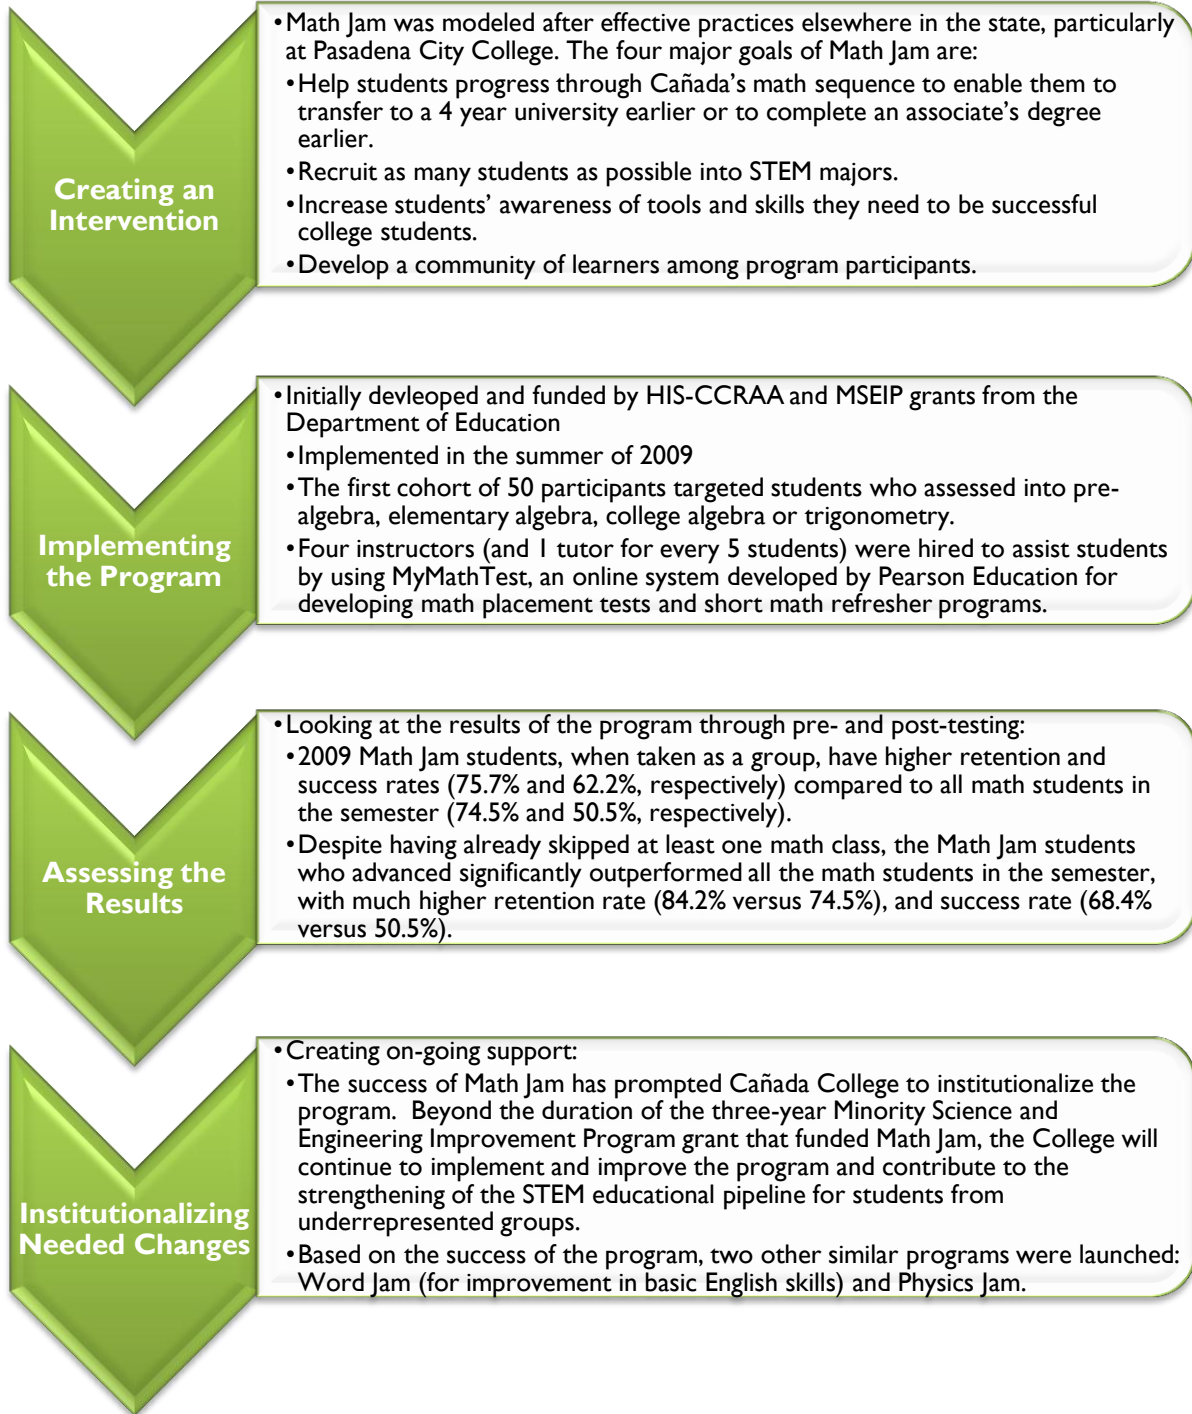 Creating an
Intervention
•Math Jam was modeled after effective practices elsewhere in the state, particularly
at Pasadena City College. The four major goals of Math Jam are:
•Help students progress through Cañada's math sequence to enable them to
transfer to a 4 year university earlier or to complete an associate's degree
earlier.
•Recruit as many students as possible into STEM majors.
•Increase students' awareness of tools and skills they need to be successful
college students.
•Develop a community of learners among program participants.
Implementing
the Program
•Initially devleoped and funded by HIS-CCRAA and MSEIP grants from the
Department of Education
•Implemented in the summer of 2009
•The first cohort of 50 participants targeted students who assessed into pre-
algebra, elementary algebra, college algebra or trigonometry.
•Four instructors (and 1 tutor for every 5 students) were hired to assist students
by using MyMathTest, an online system developed by Pearson Education for
developing math placement tests and short math refresher programs.
Assessing the
Results
•Looking at the results of the program through pre- and post-testing:
•2009 Math Jam students, when taken as a group, have higher retention and
success rates (75.7% and 62.2%, respectively) compared to all math students in
the semester (74.5% and 50.5%, respectively).
•Despite having already skipped at least one math class, the Math Jam students
who advanced significantly outperformed all the math students in the semester,
with much higher retention rate (84.2% versus 74.5%), and success rate (68.4%
versus 50.5%).
Institutionalizing
Needed Changes
•Creating on-going support:
•The success of Math Jam has prompted Cañada College to institutionalize the
program.  Beyond the duration of the three-year Minority Science and
Engineering Improvement Program grant that funded Math Jam, the College will
continue to implement and improve the program and contribute to the
strengthening of the STEM educational pipeline for students from
underrepresented groups.
•Based on the success of the program, two other similar programs were launched:
Word Jam (for improvement in basic English skills) and Physics Jam.